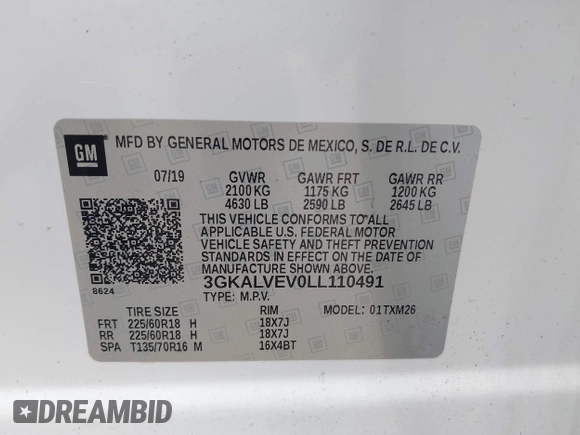 GM
MFD BY GENERAL MOTORS DE MEXICO, S. DE R.L. DE C.V.
07/19 GVWR GAWR FRT GAWR RR
2100 KG 1175 KG 1200 KG
4630 LB 2590 LB 2645 LB
THIS VEHICLE CONFORMS TO ALL
APPLICABLE U.S. FEDERAL MOTOR
VEHICLE SAFETY AND THEFT PREVENTION
STANDARDS IN EFFECT ON THE DATE OF
MANUFACTURE SHOWN ABOVE.
8624
3GKALVEV0LL110491
TYPE: M.P.V.
TIRE SIZE RIM MODEL: 01TXM26
FRT 225/60R18 H 18X7J
RR 225/60R18 H 18X7J
SPA T135/70R16 M 16X4BT
DREAMBID